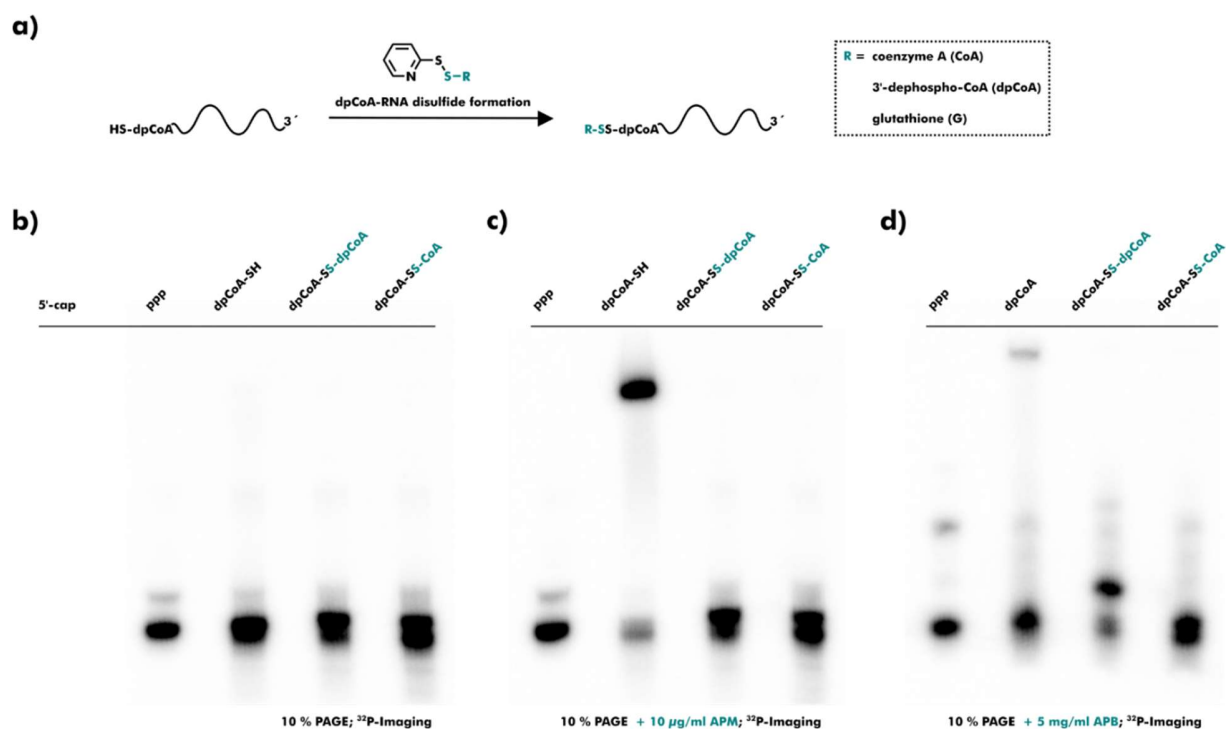 a)
N
S
S-R
dpCoA-RNA disulfide formation
HS-dpCoA
3´
R-SS-dpCoA
3´
R = coenzyme A (CoA)
3'-dephospho-CoA (dpCoA)
glutathione (G)
b)
5'-cap
ppp
dpCoA-SH
dpCoA-SS-dpCoA
dpCoA-SS-CoA
10 % PAGE; ³²P-Imaging
c)
ppp
dpCoA-SH
dpCoA-SS-dpCoA
dpCoA-SS-CoA
10 % PAGE + 10 µg/ml APM; ³²P-Imaging
d)
ppp
dpCoA
dpCoA-SS-dpCoA
dpCoA-SS-CoA
10 % PAGE + 5 mg/ml APB; ³²P-Imaging